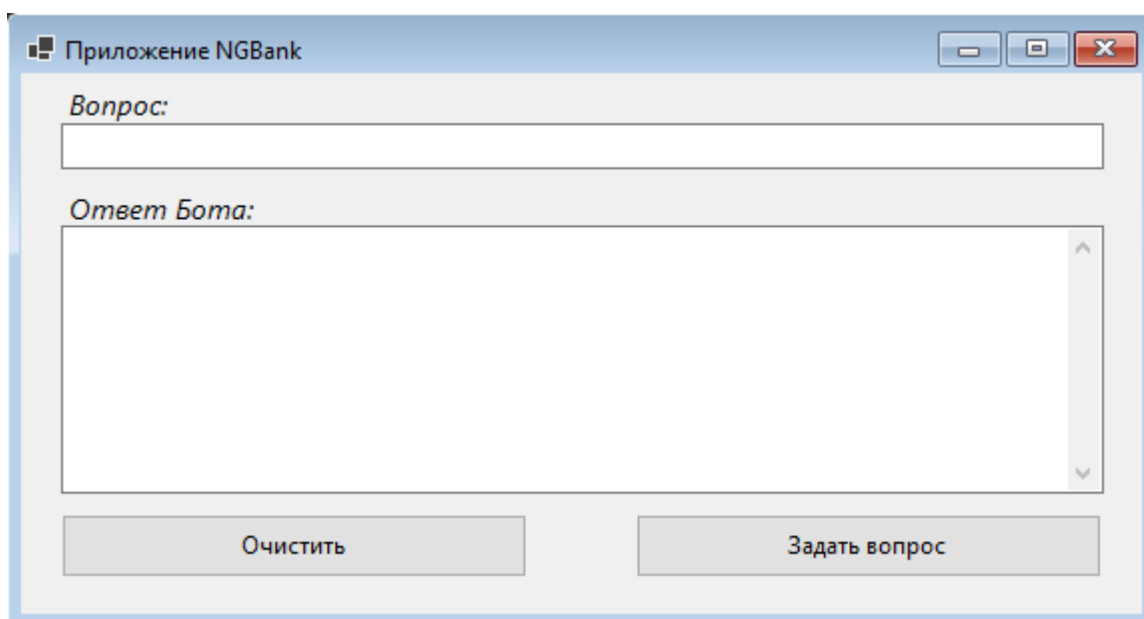 Приложение NGBank
Вопрос:
Ответ Бота:
Очистить
Задать вопрос